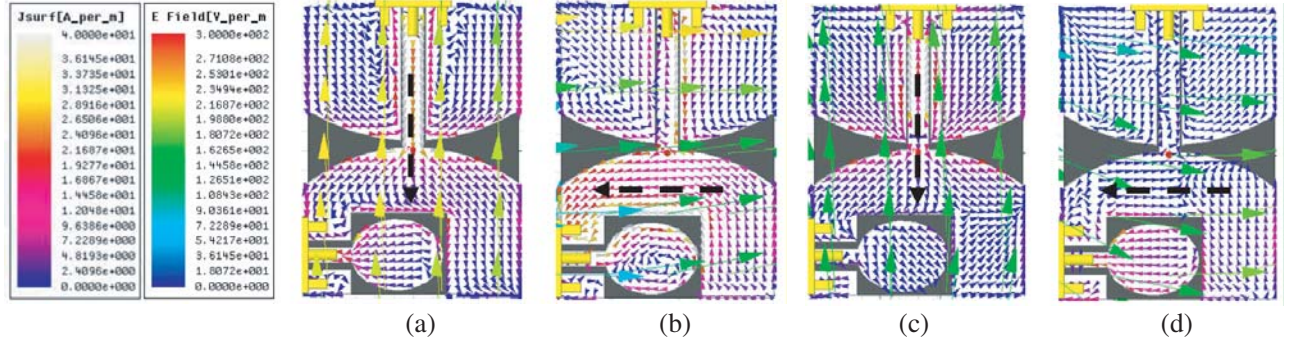 Jsurf[A_per_m]
4.0000e+001
3.6145e+001
3.3735e+001
3.1325e+001
2.8916e+001
2.6506e+001
2.4096e+001
2.1687e+001
1.9277e+001
1.6867e+001
1.4458e+001
1.2048e+001
9.6386e+000
7.2289e+000
4.8193e+000
2.4096e+000
0.0000e+000
E Field[V_per_m
3.0000e+002
2.7108e+002
2.5301e+002
2.3494e+002
2.1687e+002
1.9880e+002
1.8072e+002
1.6265e+002
1.4458e+002
1.2651e+002
1.0843e+002
9.0361e+001
7.2289e+001
5.4217e+001
3.6145e+001
1.8072e+001
0.0000e+000
(a)
(b)
(c)
(d)